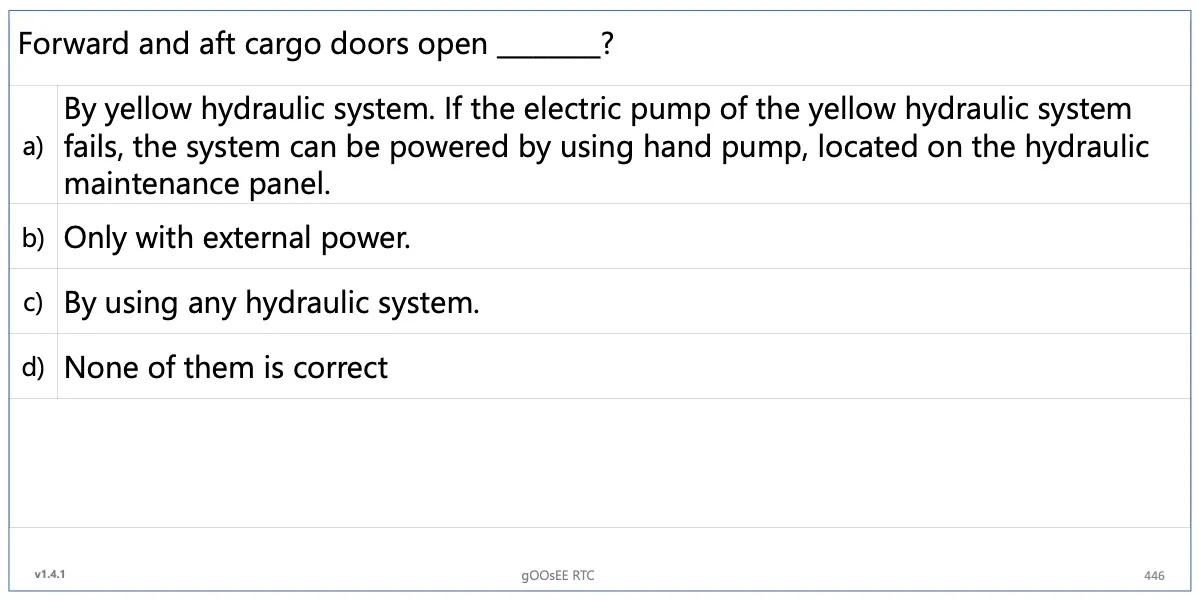 Forward and aft cargo doors open _______?
By yellow hydraulic system. If the electric pump of the yellow hydraulic system
a) fails, the system can be powered by using hand pump, located on the hydraulic
maintenance panel.
b) Only with external power.
c) By using any hydraulic system.
d) None of them is correct
v1.4.1 gOOsEE RTC 446